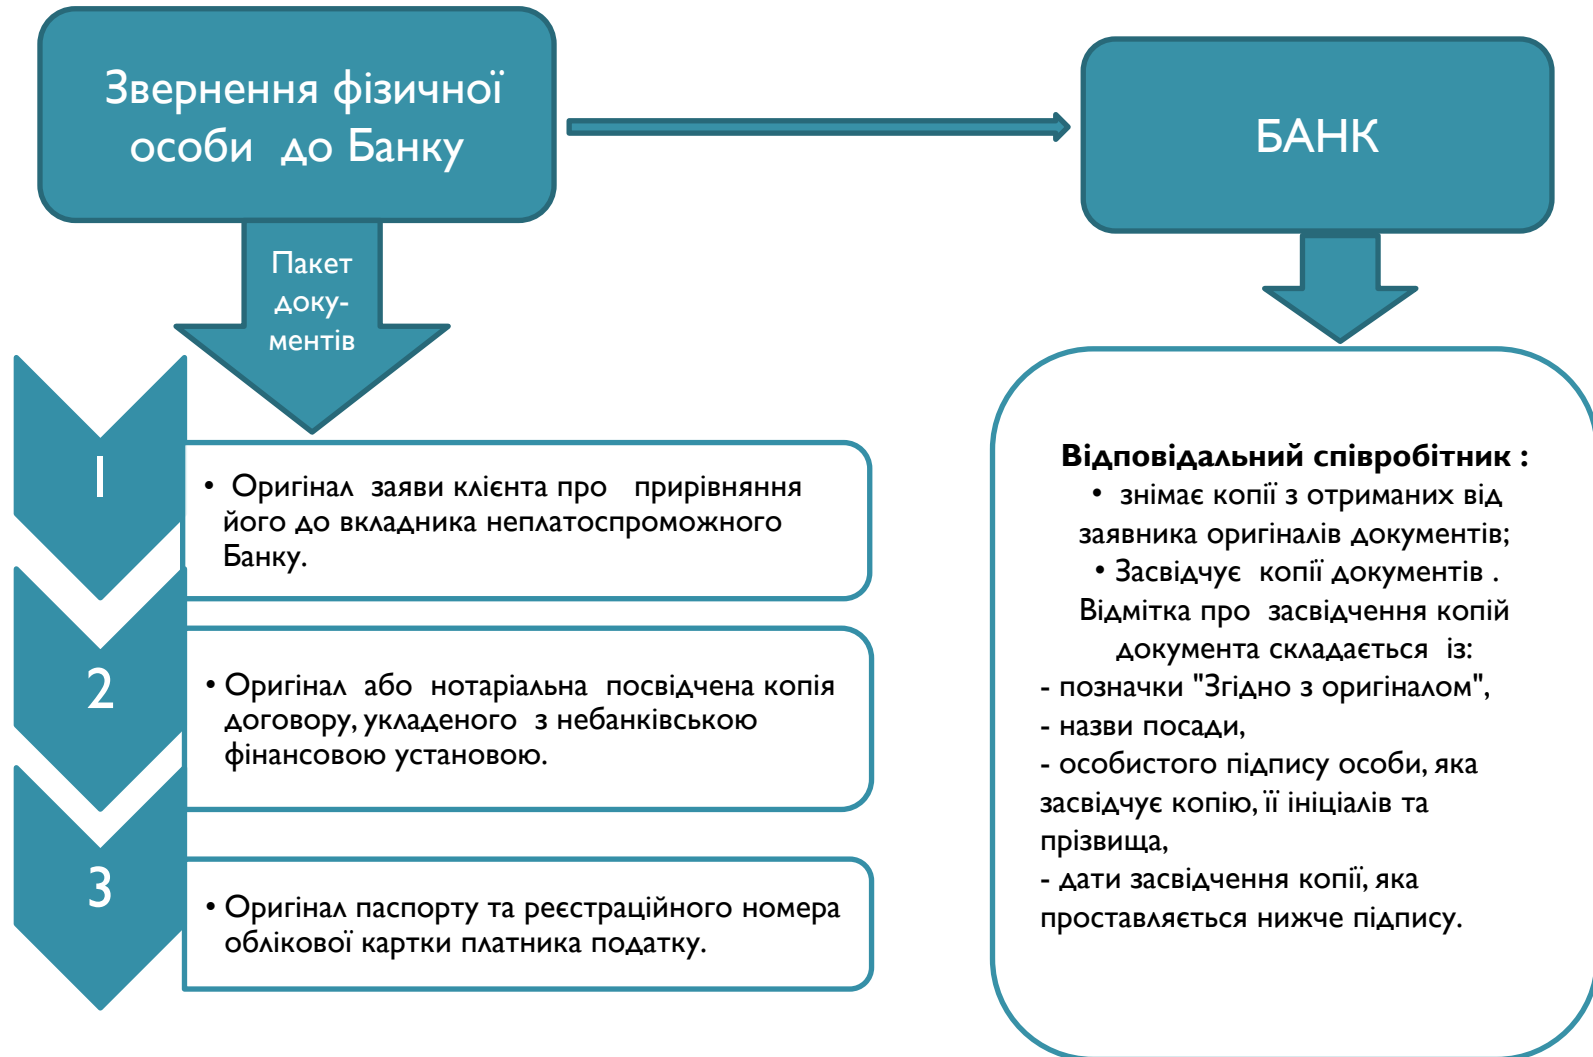 Звернення фізичної
особи до Банку
БАНК
Пакет
доку-
ментів
1
• Оригінал заяви клієнта про прирівняння
його до вкладника неплатоспроможного
Банку.
2
• Оригінал або нотаріальна посвідчена копія
договору, укладеного з небанківською
фінансовою установою.
3
• Оригінал паспорту та реєстраційного номера
облікової картки платника податку.
Відповідальний співробітник :
• знімає копії з отриманих від
заявника оригіналів документів;
• Засвідчує копії документів .
Відмітка про засвідчення копій
документа складається із:
- позначки "Згідно з оригіналом",
- назви посади,
- особистого підпису особи, яка
засвідчує копію, її ініціалів та
прізвища,
- дати засвідчення копії, яка
проставляється нижче підпису.